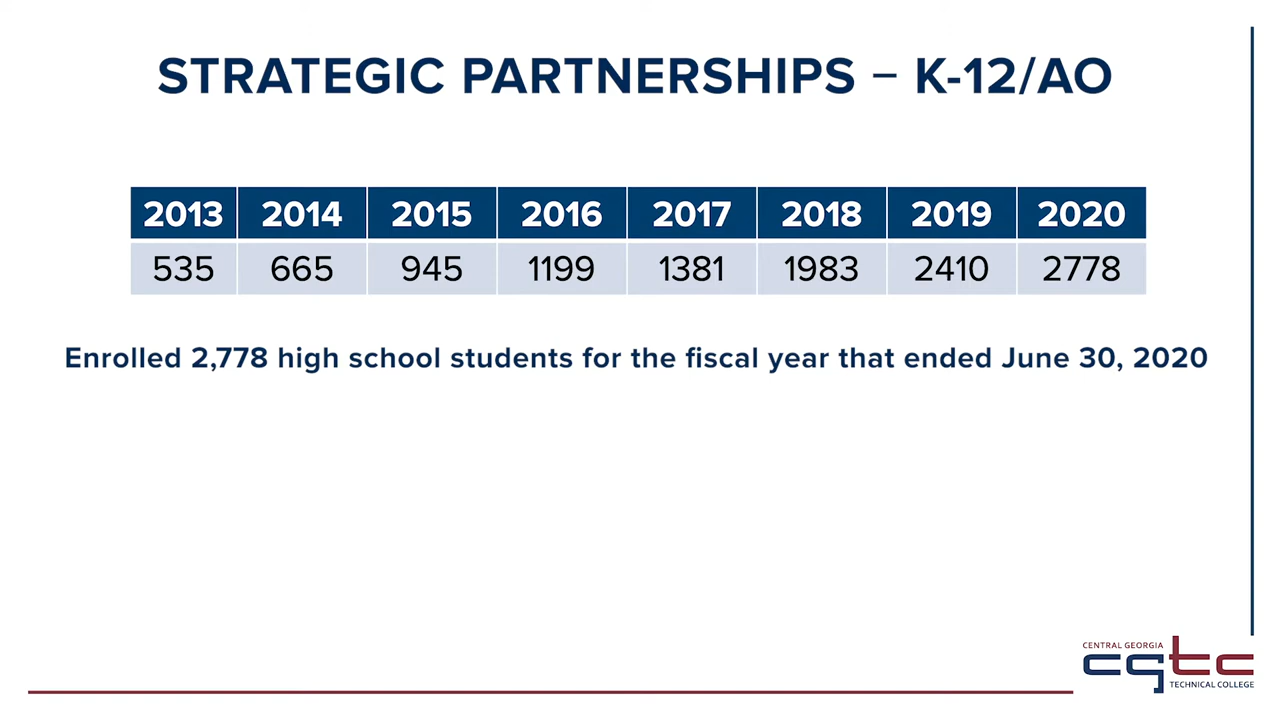 STRATEGIC PARTNERSHIPS – K-12/AO
2013 2014 2015 2016 2017 2018 2019 2020
535 665 945 1199 1381 1983 2410 2778
Enrolled 2,778 high school students for the fiscal year that ended June 30, 2020
CENTRAL GEORGIA
cgtc
TECHNICAL COLLEGE